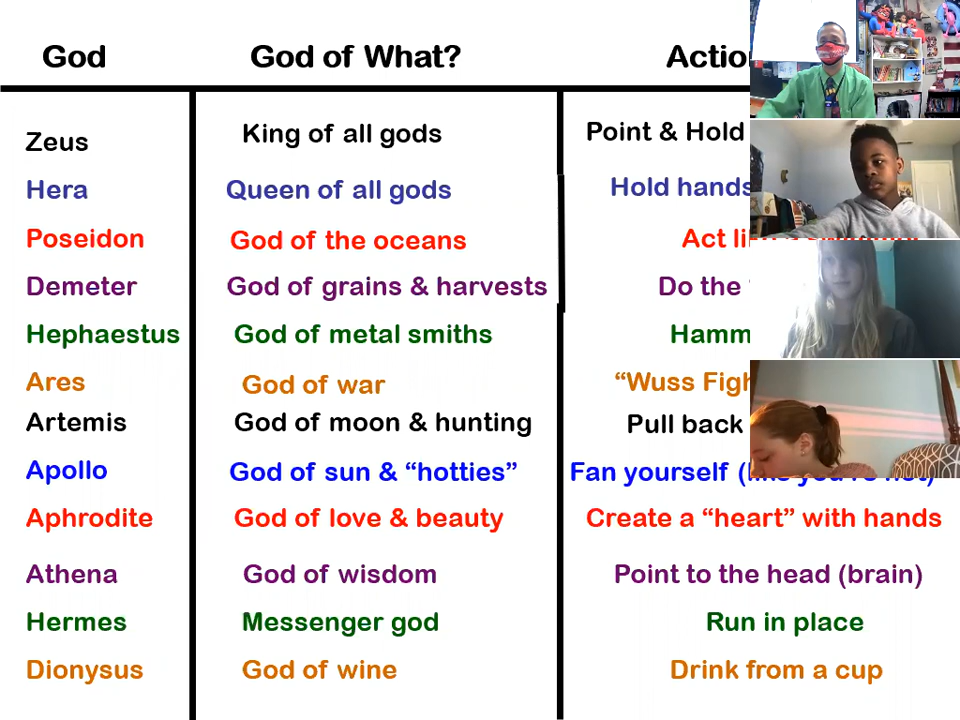 God God of What? Actio
Zeus King of all gods Point & Hold
Hera Queen of all gods Hold hands
Poseidon God of the oceans Act
Demeter God of grains & harvests Do the
Hephaestus God of metal smiths Hamm
Ares God of war “Wuss Figh
Artemis God of moon & hunting Pull back
Apollo God of sun & “hotties” Fan yourself (like you’re hot)
Aphrodite God of love & beauty Create a “heart” with hands
Athena God of wisdom Point to the head (brain)
Hermes Messenger god Run in place
Dionysus God of wine Drink from a cup